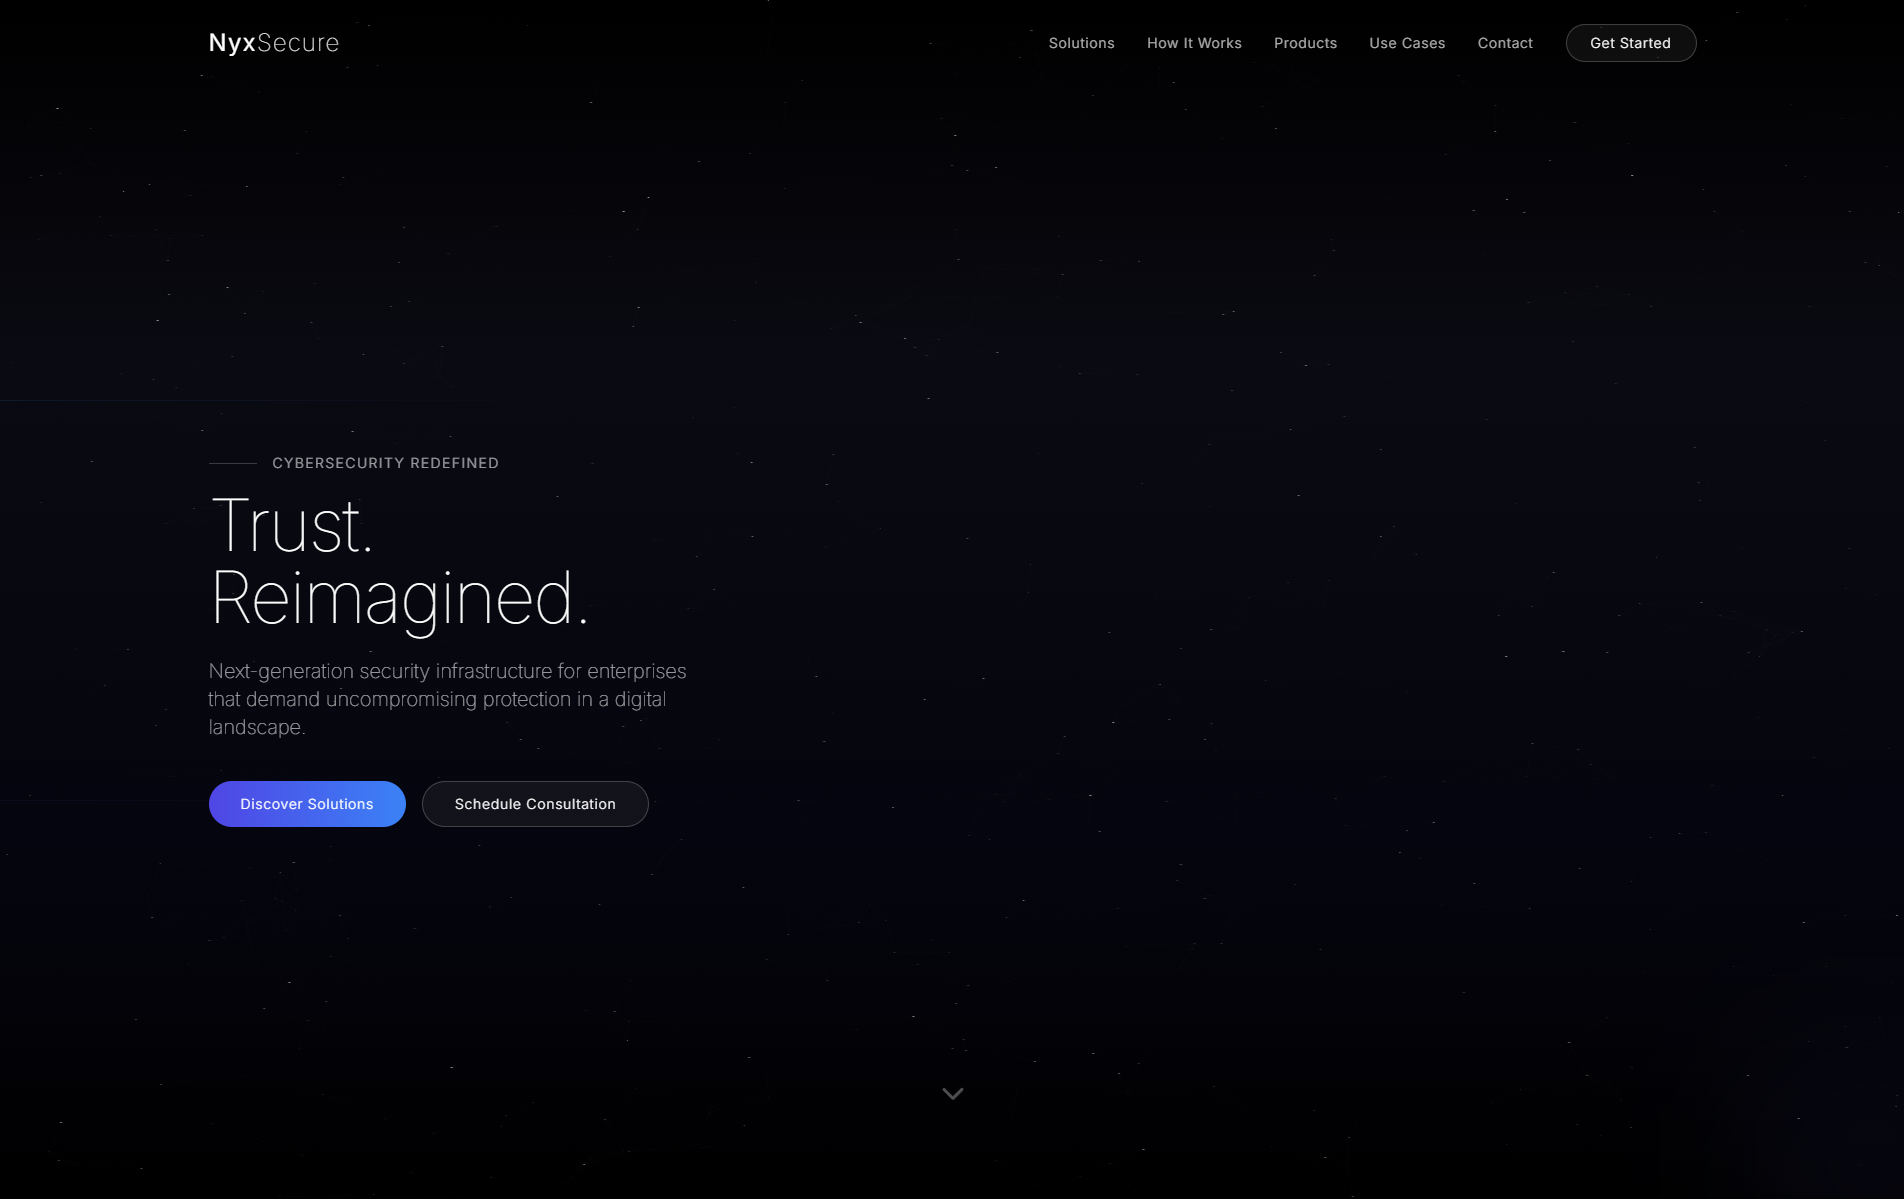 NyxSecure
Solutions
How It Works
Products
Use Cases
Contact
Get Started
CYBERSECURITY REDEFINED
Trust.
Reimagined.
Next-generation security infrastructure for enterprises
that demand uncompromising protection in a digital
landscape.
Discover Solutions
Schedule Consultation